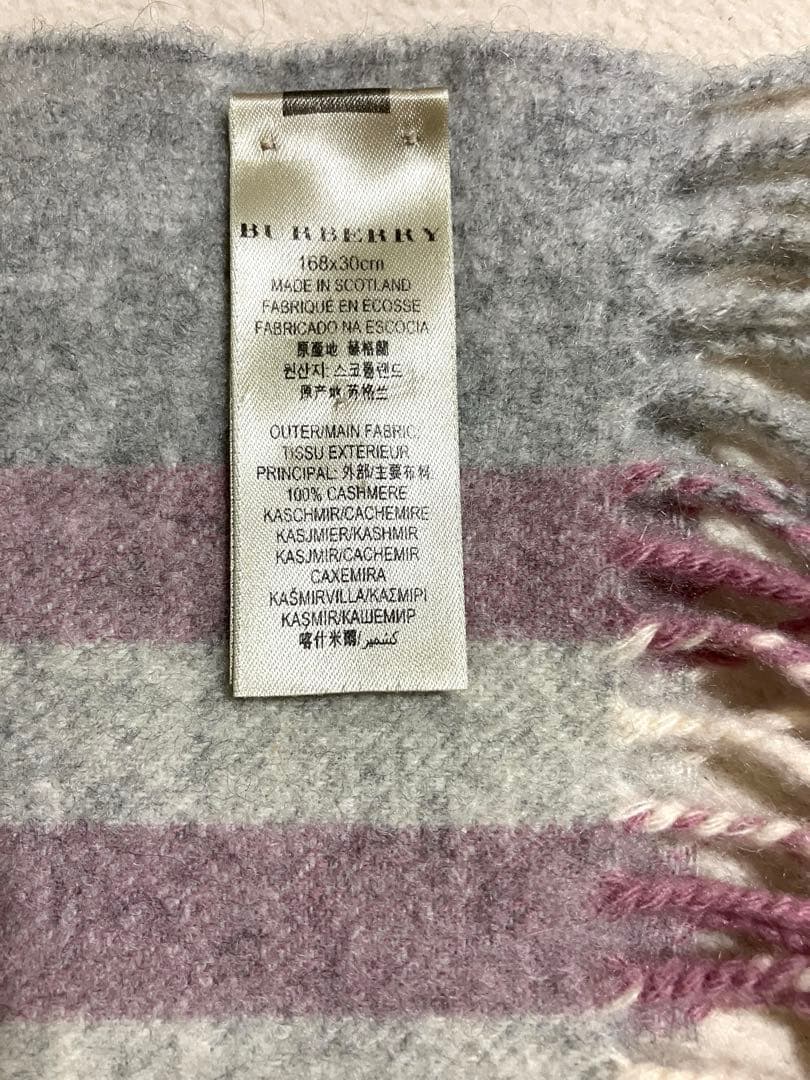 BURBERRY
168x30cm
MADE IN SCOTLAND
FABRIQUE EN ECOSSE
FABRICADO NA ESCOCIA
原產地 蘇格蘭
원산지: 스코틀랜드
原产地 苏格兰
OUTER/MAIN FABRIC:
TISSU EXTERIEUR
PRINCIPAL: 外部/主要布料
100% CASHMERE
KASCHMIR/CACHEMIRE
KASJMIER/KASHMIR
KASJMIR/CACHEMIR
CAXEMIRA
KAŠMIRVILLA/ΚΑΣΜΙΡΙ
KAŞMIR/КАШЕМИР
喀什米爾/كشمير